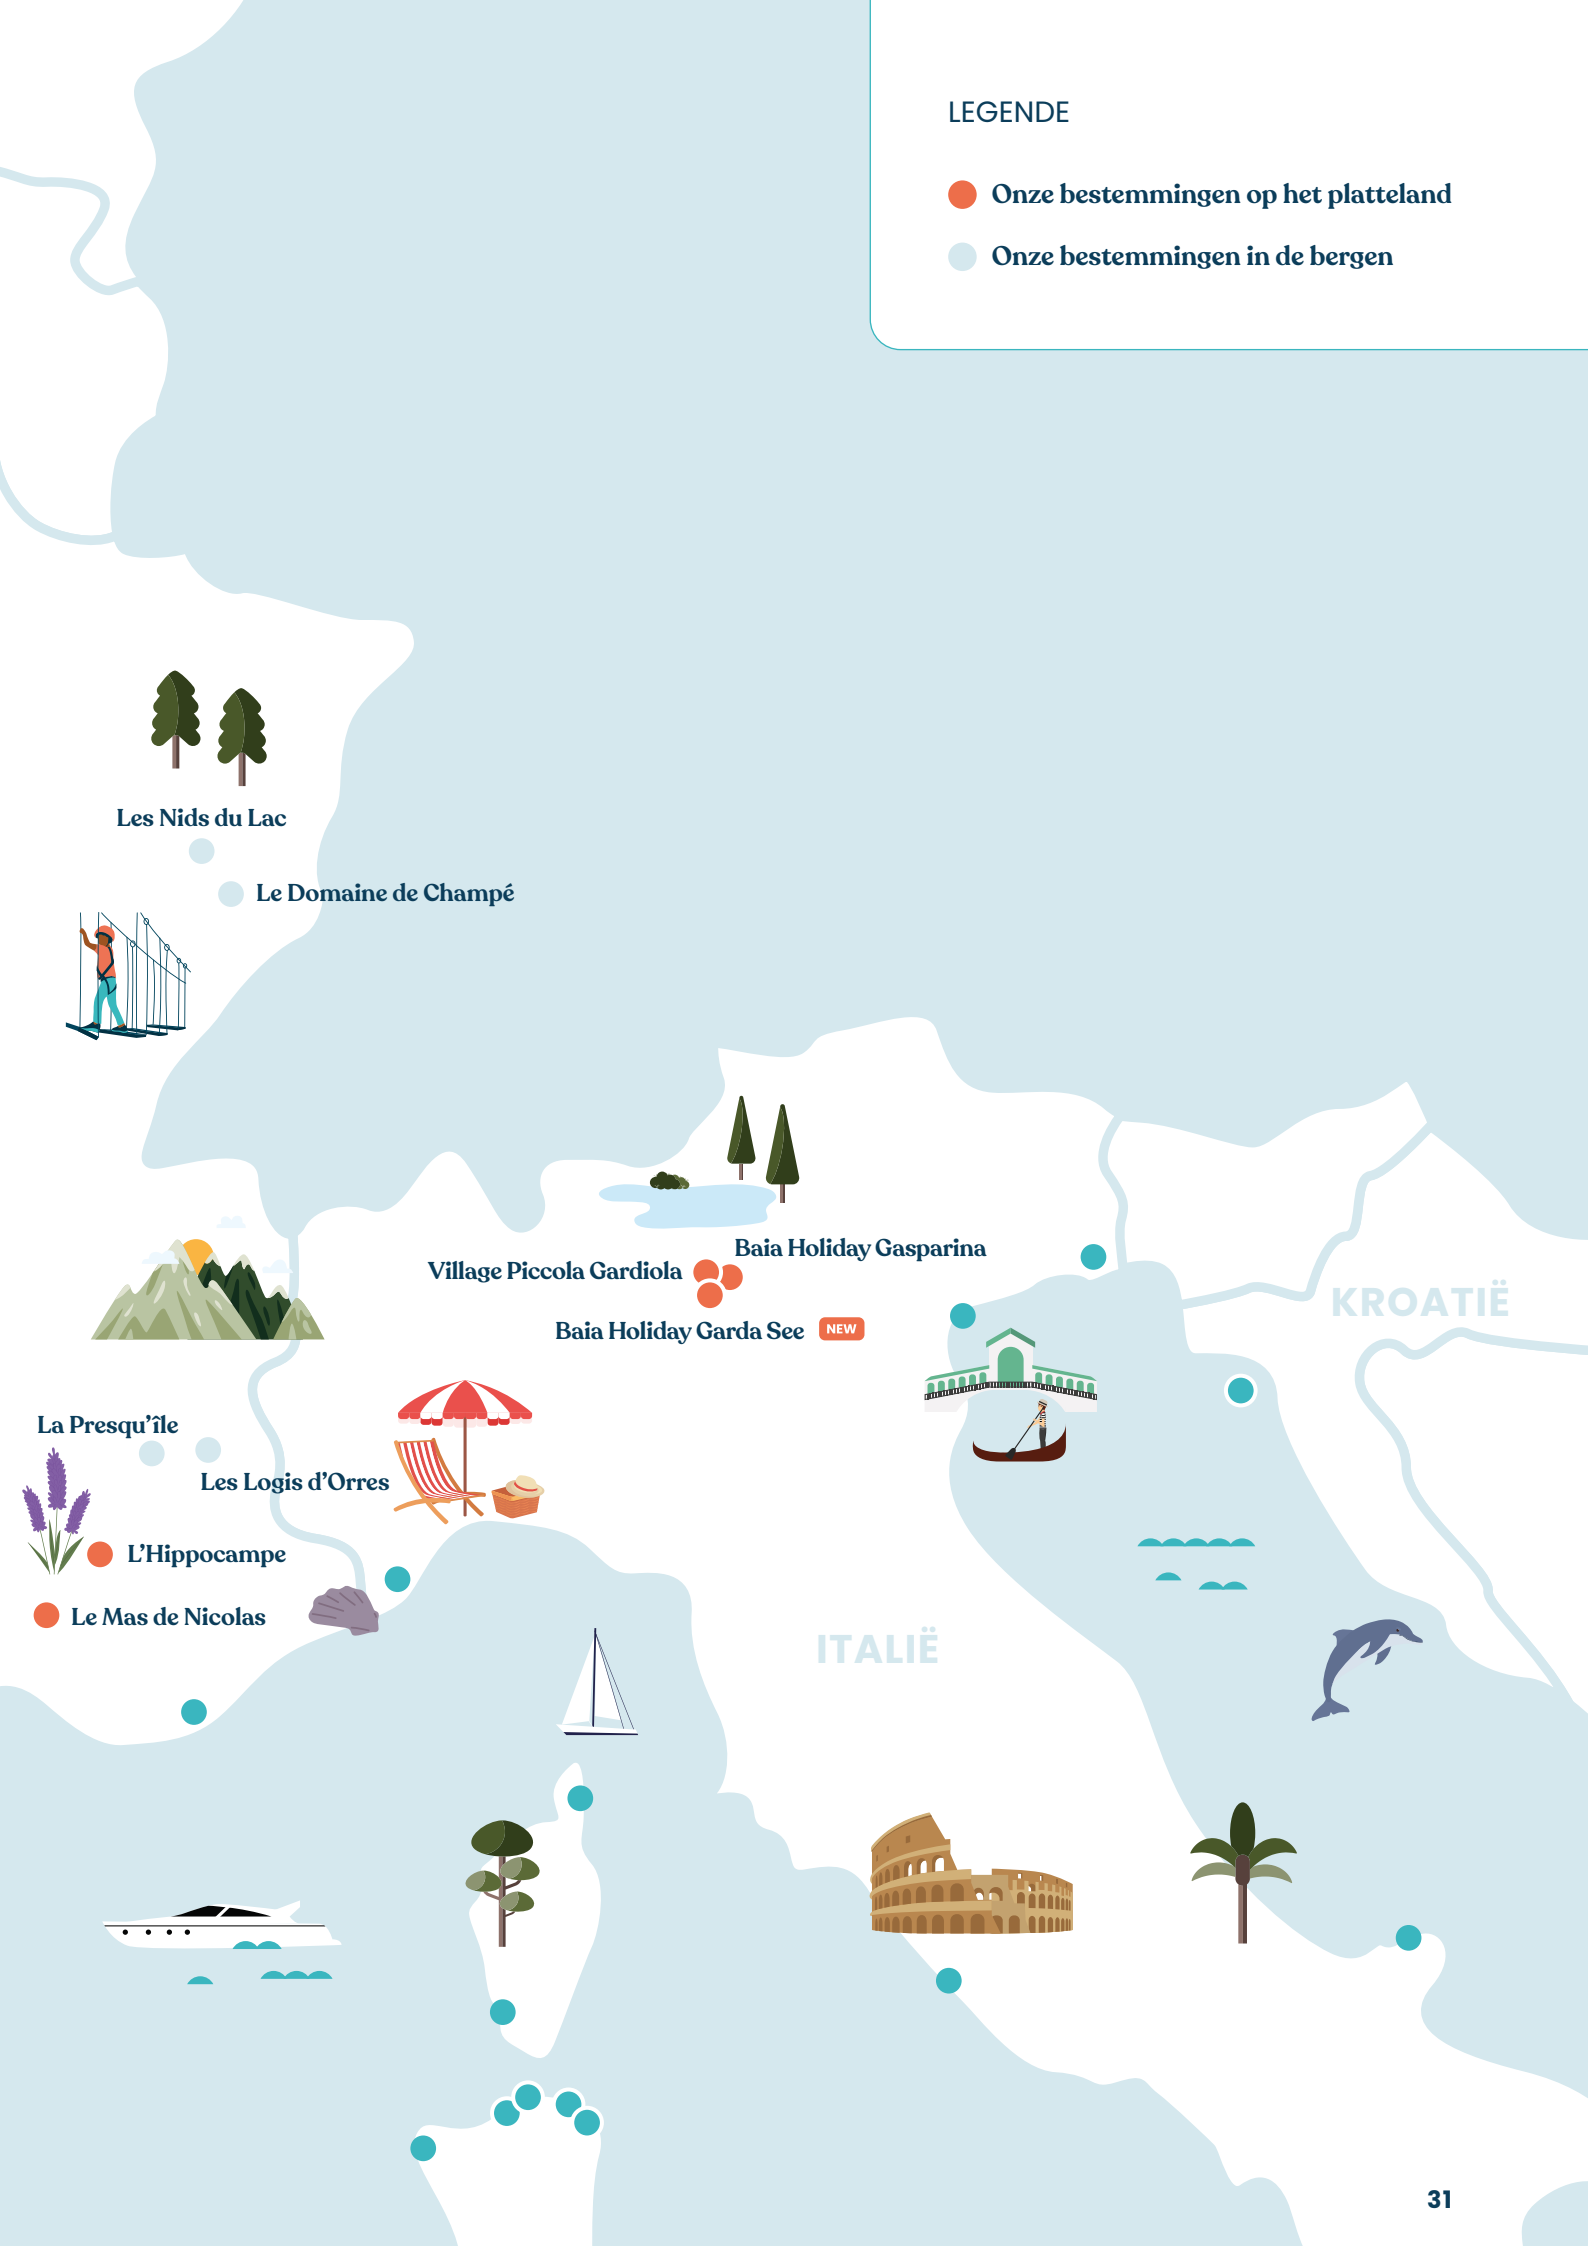 LEGENDE
Onze bestemmingen op het platteland
Onze bestemmingen in de bergen
Les Nids du Lac
Le Domaine de Champé
Baia Holiday Gasparina
Village Piccola Gardiola
Baia Holiday Garda See NEW
KROATIË
La Presqu’île
Les Logis d’Orres
L’Hippocampe
Le Mas de Nicolas
ITALIË
31